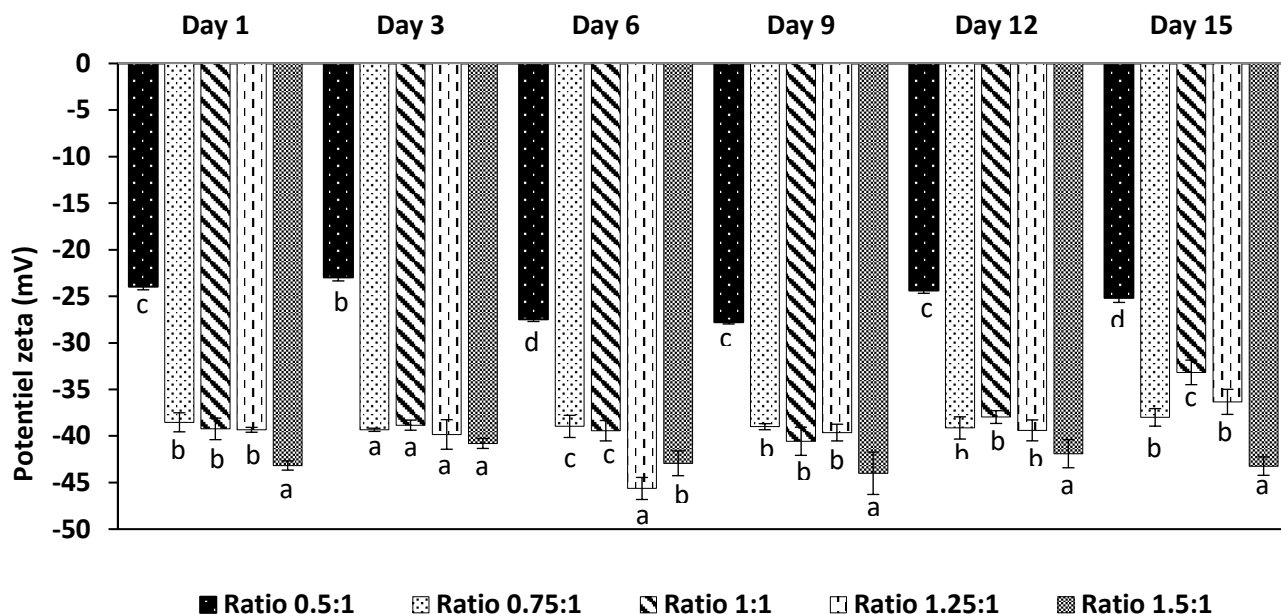 Day 1 Day 3 Day 6 Day 9 Day 12 Day 15
0
-5
-10
-15
-20
-25
-30
-35
-40
-45
-50
Potentiel zeta (mV)
c b b b a
b a a a a
d c c a b
c b b b a
c b b b a
d b c b a
Ratio 0.5:1 Ratio 0.75:1 Ratio 1:1 Ratio 1.25:1 Ratio 1.5:1